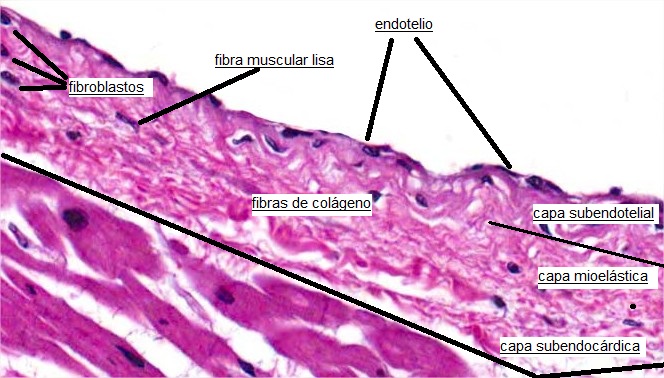 endotelio
fibra muscular lisa
fibroblastos
fibras de colágeno
capa subendotelial
capa mioelástica
capa subendocárdica